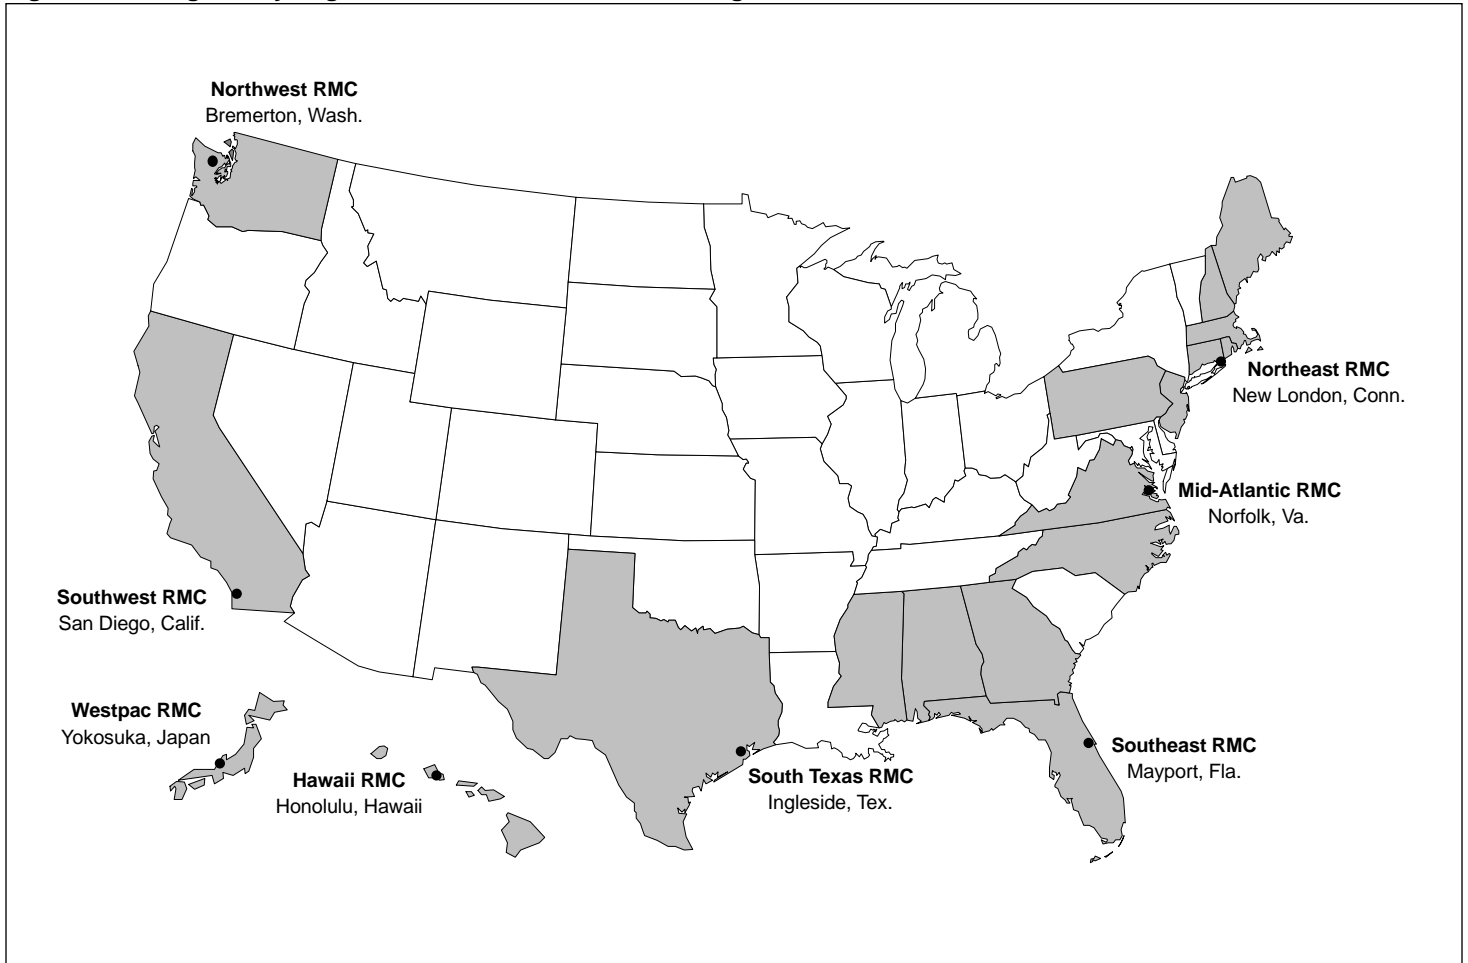 Northwest RMC
Bremerton, Wash.
Northeast RMC
New London, Conn.
Mid-Atlantic RMC
Norfolk, Va.
Southwest RMC
San Diego, Calif.
Westpac RMC
Yokosuka, Japan
Hawaii RMC
Honolulu, Hawaii
South Texas RMC
Ingleside, Tex.
Southeast RMC
Mayport, Fla.